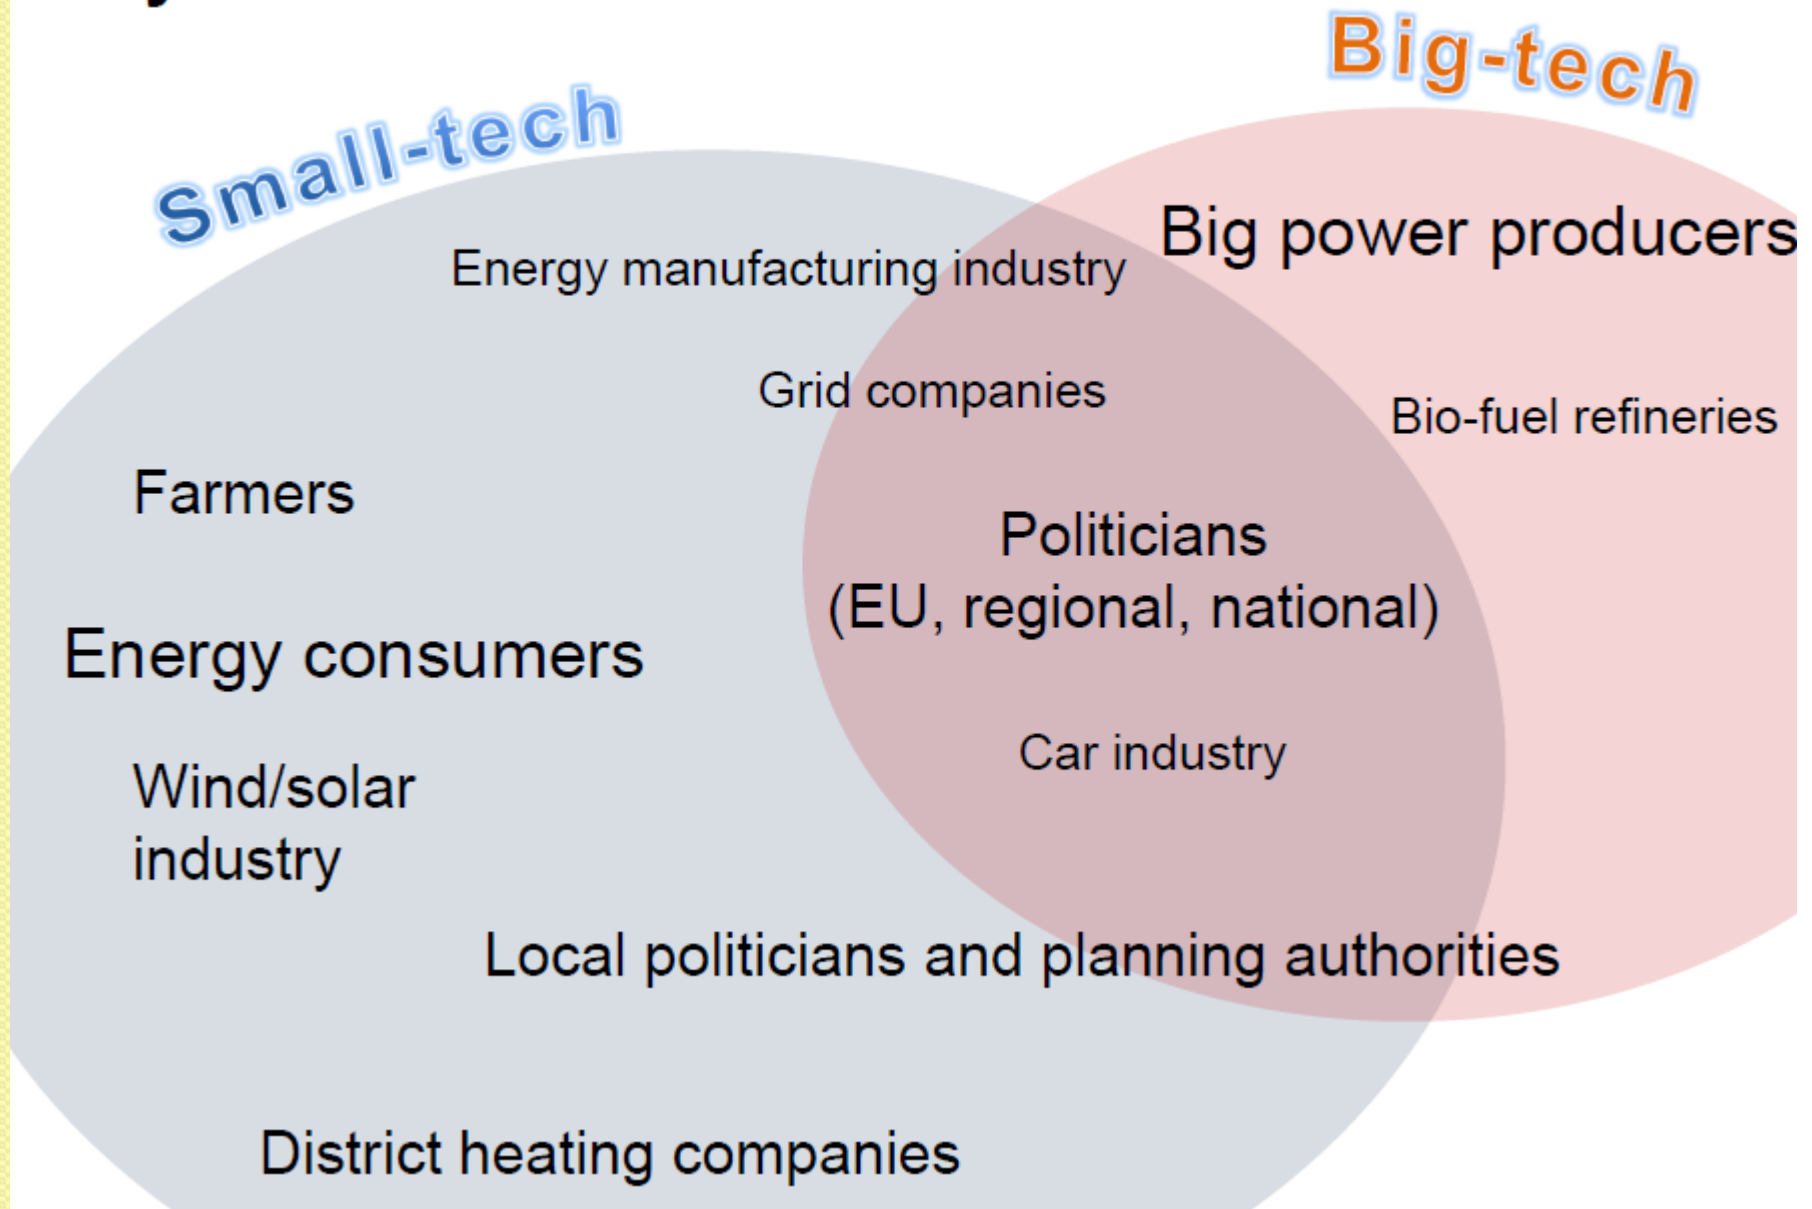 Big-tech
Small-tech
Big power producers
Energy manufacturing industry
Grid companies
Bio-fuel refineries
Farmers
Politicians
(EU, regional, national)
Energy consumers
Car industry
Wind/solar
industry
Local politicians and planning authorities
District heating companies